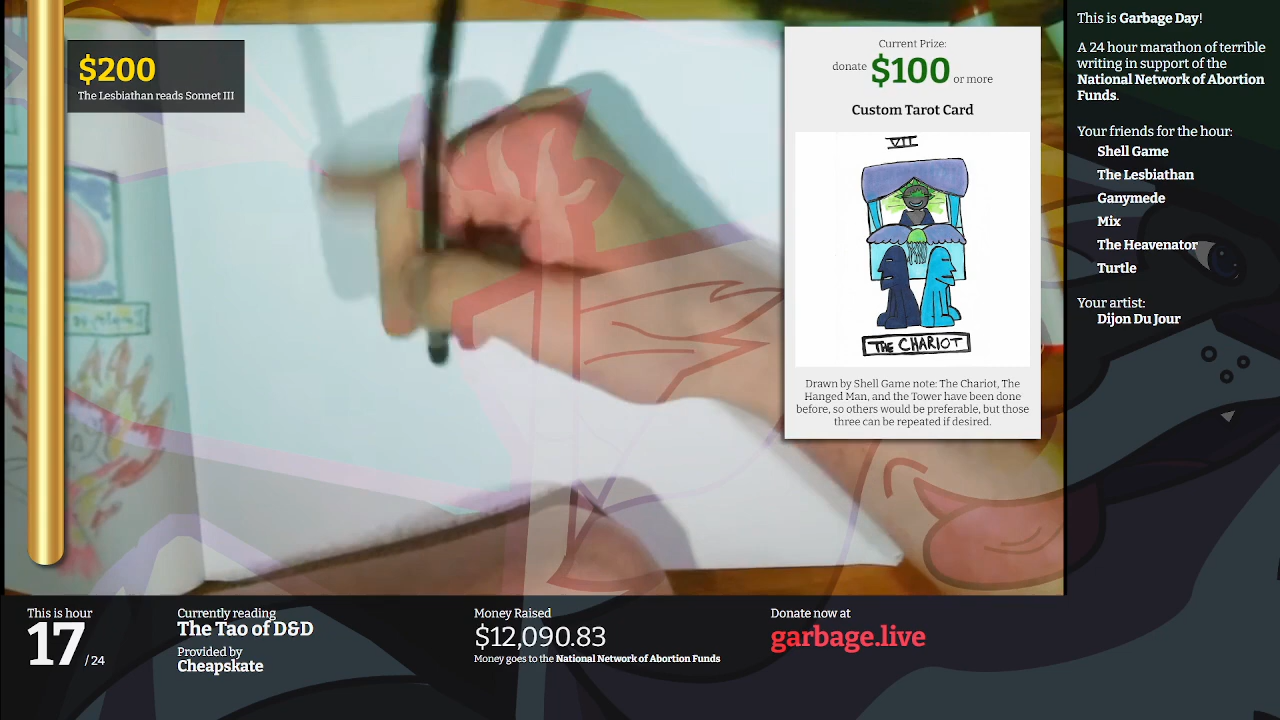 $200
The Lesbiathan reads Sonnet III
Current Prize:
donate $100 or more
Custom Tarot Card
VII
THE CHARIOT
Drawn by Shell Game note: The Chariot, The
Hanged Man, and the Tower have been done
before, so others would be preferable, but those
three can be repeated if desired.
This is Garbage Day!
A 24 hour marathon of terrible
writing in support of the
National Network of Abortion
Funds.
Your friends for the hour:
Shell Game
The Lesbiathan
Ganymede
Mix
The Heavenator
Turtle
Your artist:
Dijon Du Jour
This is hour
17 / 24
Currently reading
The Tao of D&D
Provided by
Cheapskate
Money Raised
$12,090.83
Money goes to the National Network of Abortion Funds
Donate now at
garbage.live